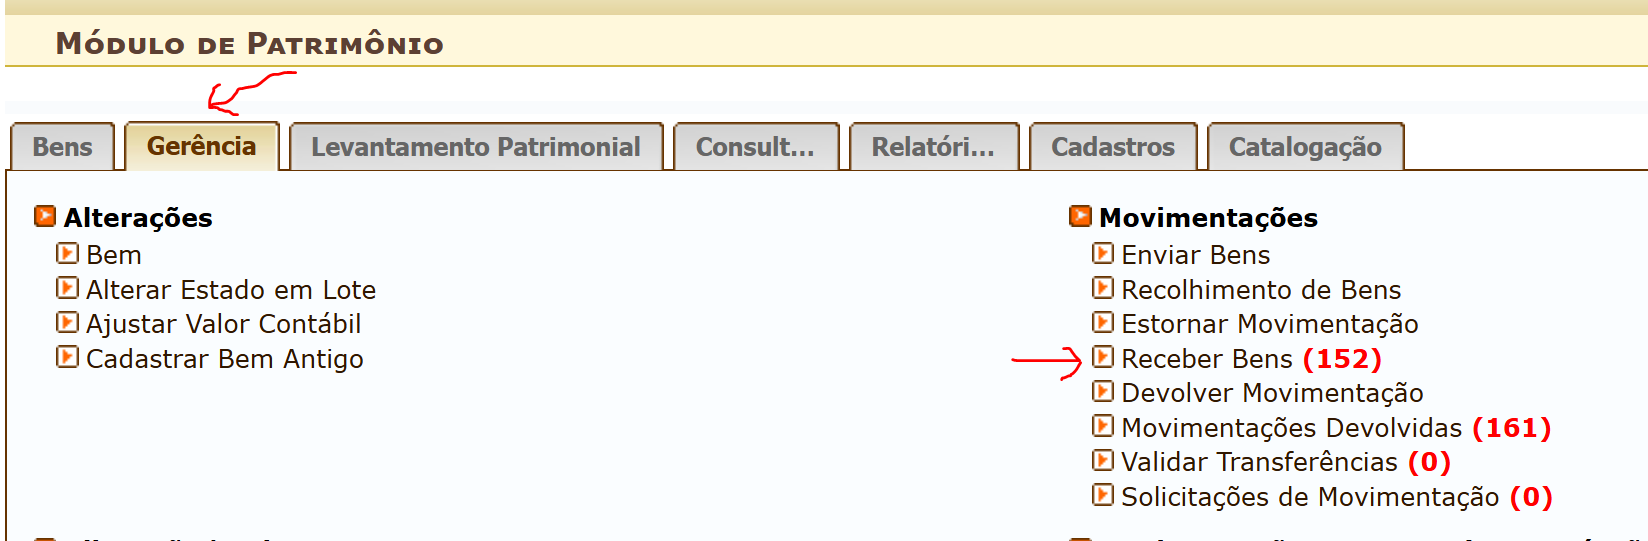 Módulo de Patrimônio
Bens Gerência Levantamento Patrimonial Consult... Relatóri... Cadastros Catalogação
Alterações
Bem
Alterar Estado em Lote
Ajustar Valor Contábil
Cadastrar Bem Antigo
Movimentações
Enviar Bens
Recolhimento de Bens
Estornar Movimentação
Receber Bens (152)
Devolver Movimentação
Movimentações Devolvidas (161)
Validar Transferências (0)
Solicitações de Movimentação (0)